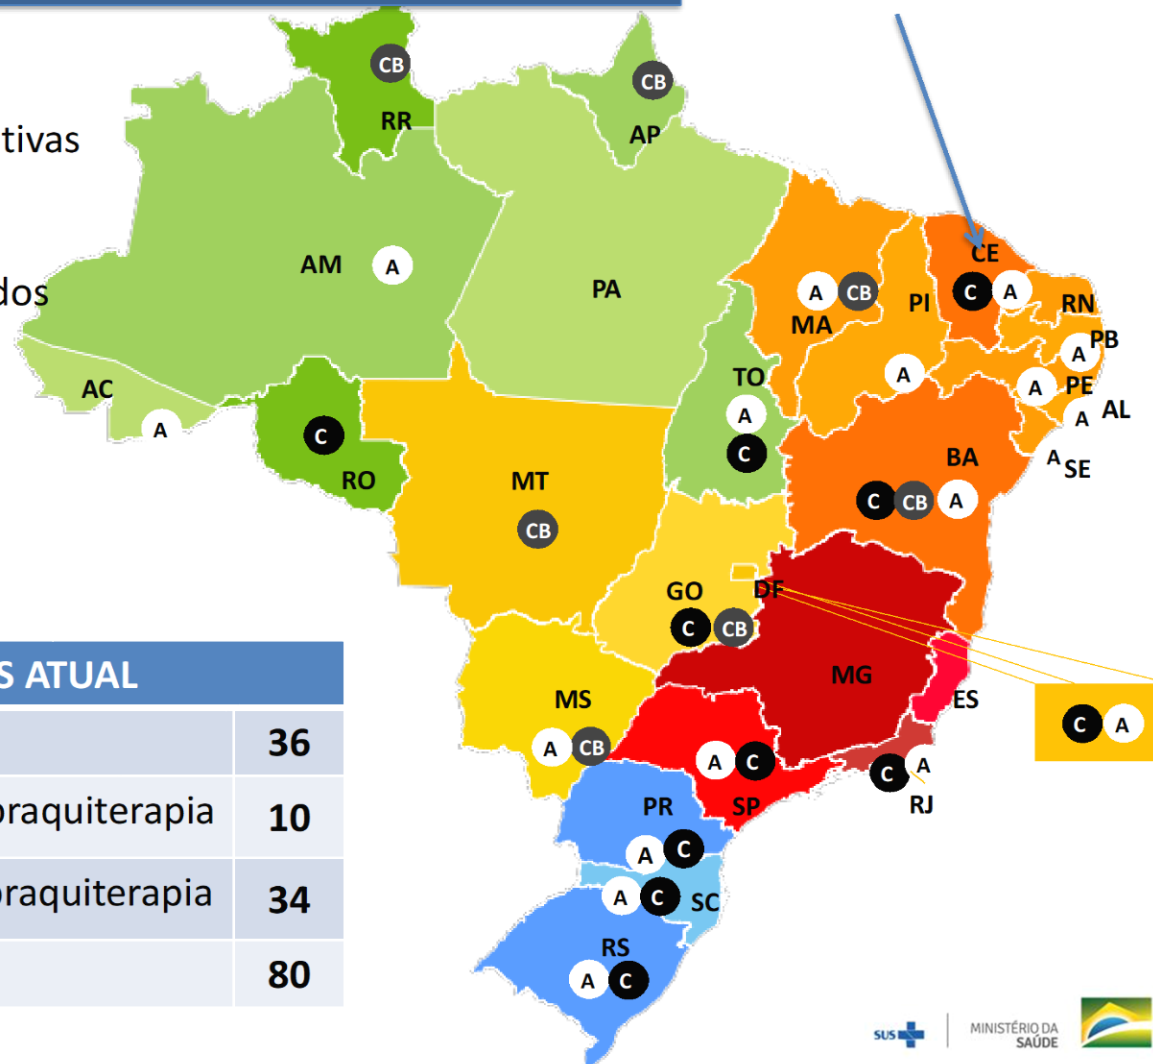 CB
CB
RR
tivas
AP
AM
A
PA
dos
CE
C
A
A
CB
MA
PI
RN
PB
A
AC
TO
A
A
PE
A
AL
A
A
C
RO
C
MT
BA
A
SE
C
CB
A
CB
GO
DF
C
CB
S ATUAL
36
braquiterapia
10
braquiterapia
34
80
MS
A
CB
MG
ES
C
A
A
C
SP
C
A
RJ
PR
A
C
A
C
SC
RS
A
C
SUS
MINISTÉRIO DA
SAÚDE